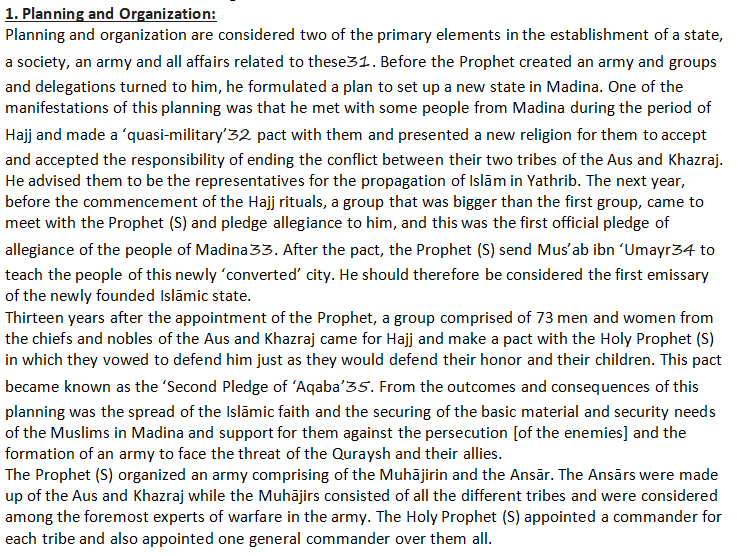 1. Planning and Organization:
Planning and organization are considered two of the primary elements in the establishment of a state,
a society, an army and all affairs related to these31. Before the Prophet created an army and groups
and delegations turned to him, he formulated a plan to set up a new state in Madina. One of the
manifestations of this planning was that he met with some people from Madina during the period of
Hajj and made a ‘quasi-military’32 pact with them and presented a new religion for them to accept
and accepted the responsibility of ending the conflict between their two tribes of the Aus and Khazraj.
He advised them to be the representatives for the propagation of Islām in Yathrib. The next year,
before the commencement of the Hajj rituals, a group that was bigger than the first group, came to
meet with the Prophet (S) and pledge allegiance to him, and this was the first official pledge of
allegiance of the people of Madina33. After the pact, the Prophet (S) send Mus’ab ibn ‘Umayr34 to
teach the people of this newly ‘converted’ city. He should therefore be considered the first emissary
of the newly founded Islāmic state.
Thirteen years after the appointment of the Prophet, a group comprised of 73 men and women from
the chiefs and nobles of the Aus and Khazraj came for Hajj and make a pact with the Holy Prophet (S)
in which they vowed to defend him just as they would defend their honor and their children. This pact
became known as the ‘Second Pledge of ‘Aqaba’35. From the outcomes and consequences of this
planning was the spread of the Islāmic faith and the securing of the basic material and security needs
of the Muslims in Madina and support for them against the persecution [of the enemies] and the
formation of an army to face the threat of the Quraysh and their allies.
The Prophet (S) organized an army comprising of the Muhājirin and the Ansār. The Ansārs were made
up of the Aus and Khazraj while the Muhājirs consisted of all the different tribes and were considered
among the foremost experts of warfare in the army. The Holy Prophet (S) appointed a commander for
each tribe and also appointed one general commander over them all.